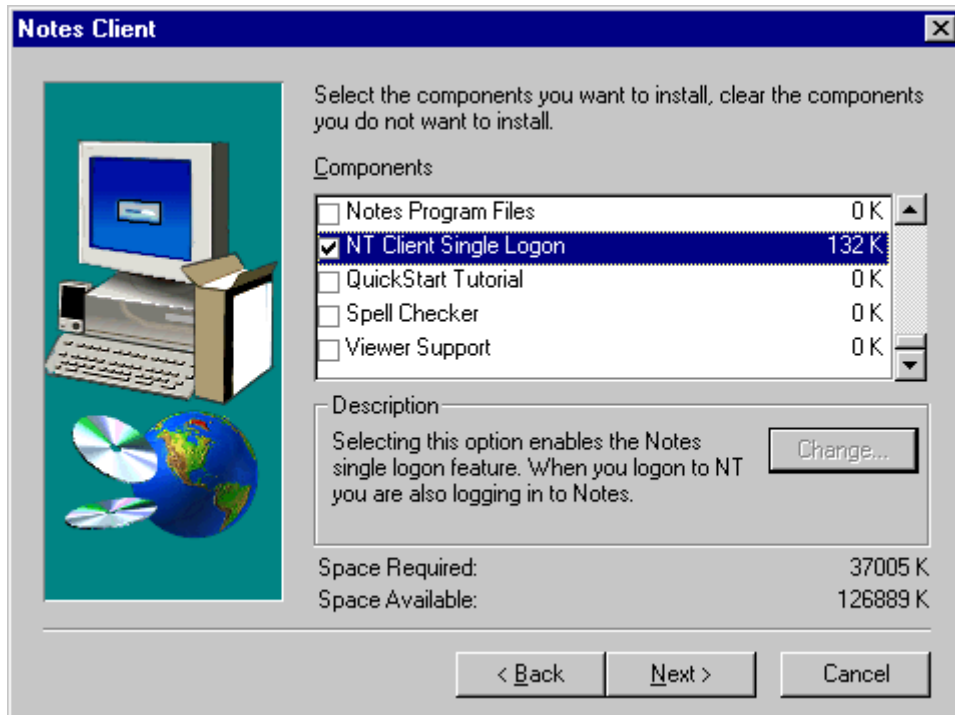 Notes Client
Select the components you want to install, clear the components
you do not want to install.
Components
Notes Program Files 0 K
NT Client Single Logon 132 K
QuickStart Tutorial 0 K
Spell Checker 0 K
Viewer Support 0 K
Description
Selecting this option enables the Notes
single logon feature. When you logon to NT
you are also logging in to Notes.
Change...
Space Required: 37005 K
Space Available: 126889 K
< Back Next > Cancel